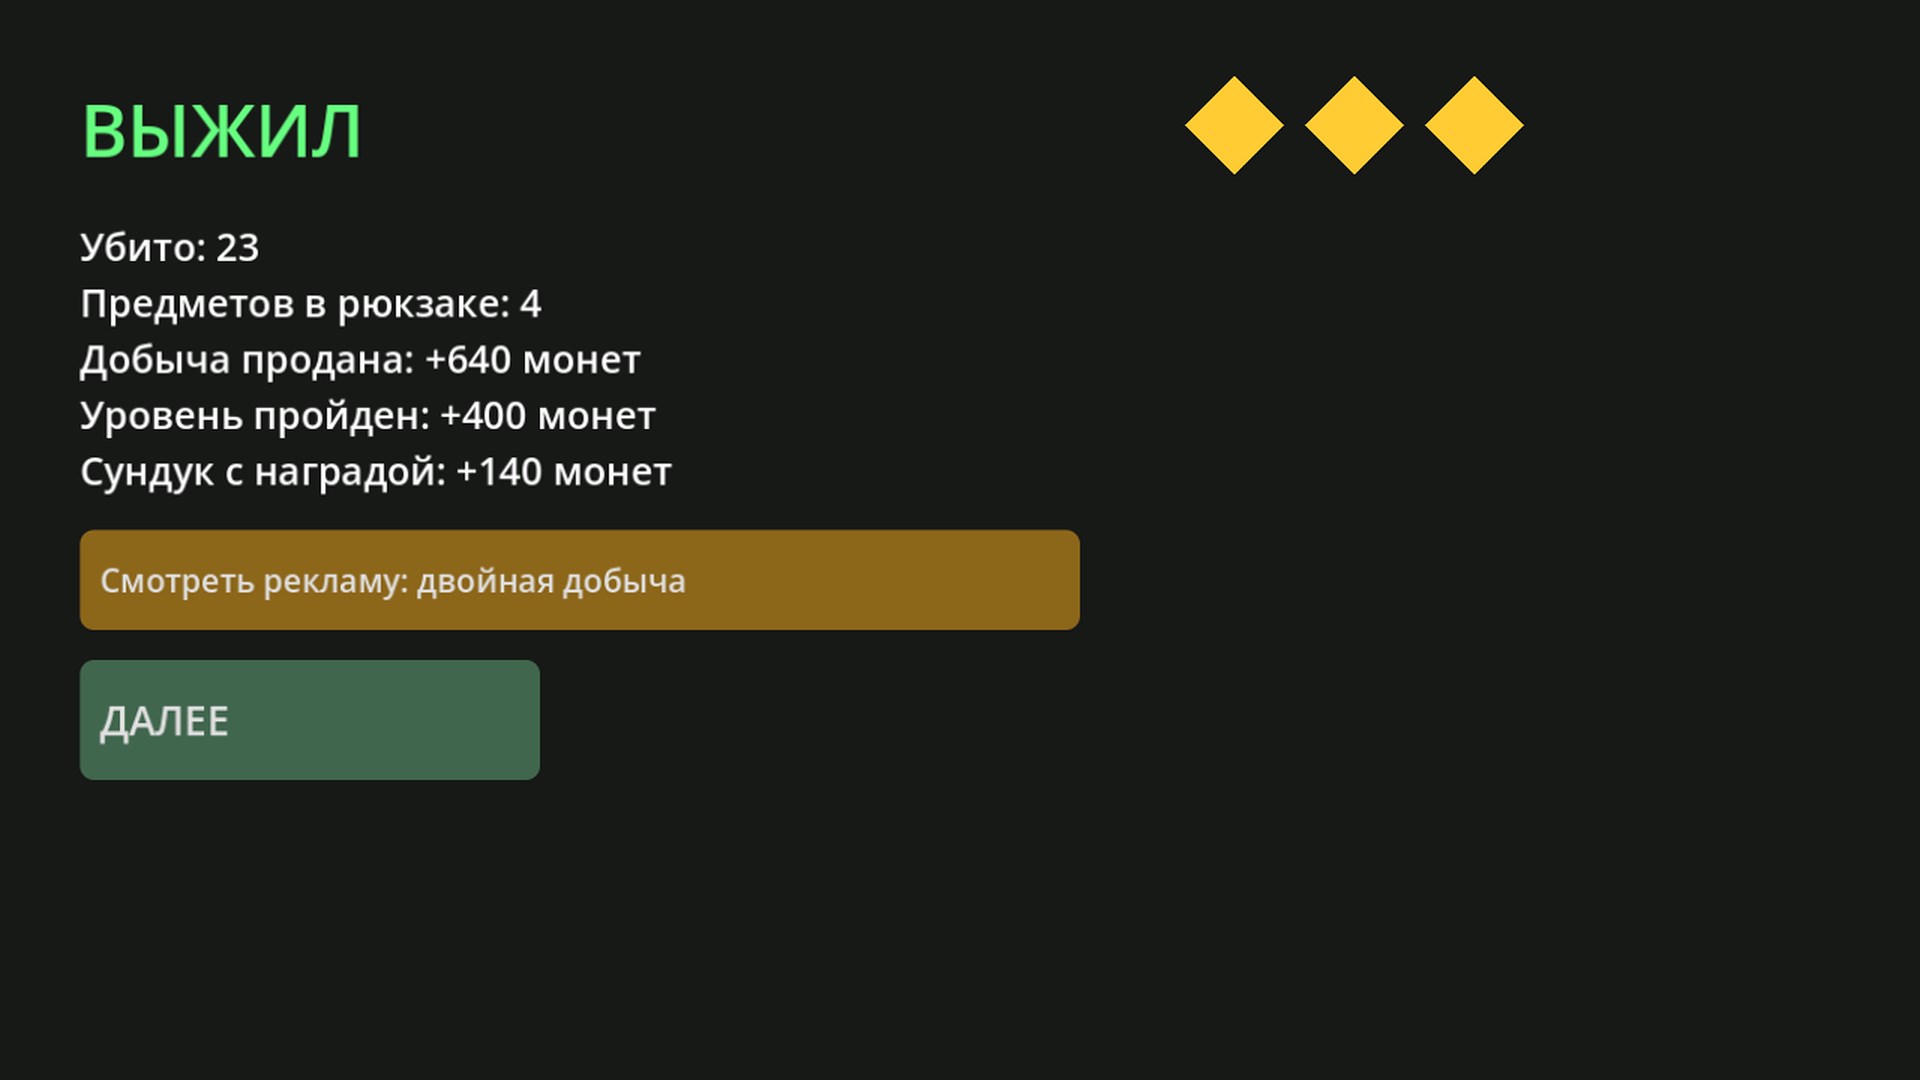 ВЫЖИЛ
Убито: 23
Предметов в рюкзаке: 4
Добыча продана: +640 монет
Уровень пройден: +400 монет
Сундук с наградой: +140 монет
Смотреть рекламу: двойная добыча
ДАЛЕЕ